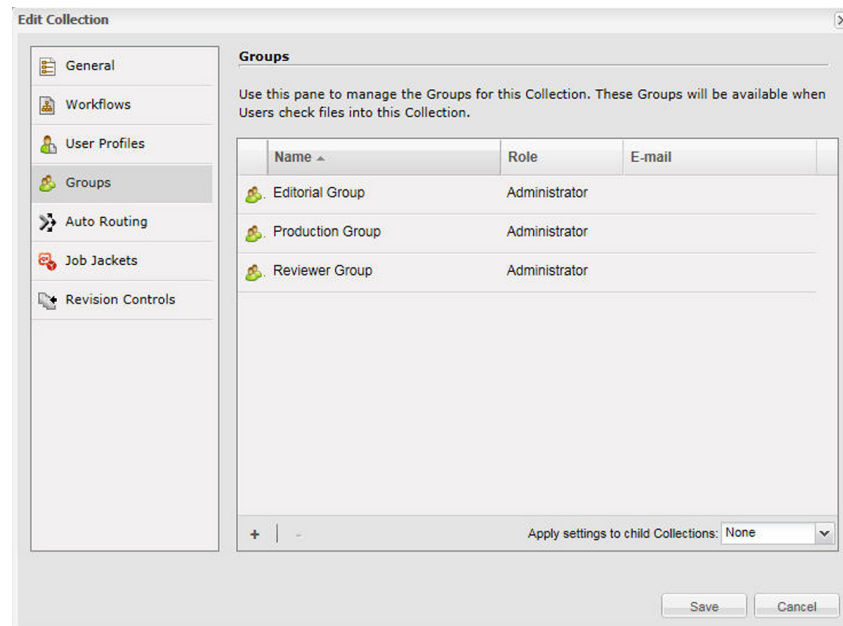 Edit Collection
General
Workflows
User Profiles
Groups
Auto Routing
Job Jackets
Revision Controls
Groups
Use this pane to manage the Groups for this Collection. These Groups will be available when
Users check files into this Collection.
Name Role E-mail
Editorial Group Administrator
Production Group Administrator
Reviewer Group Administrator
+ | - Apply settings to child Collections: None
Save Cancel